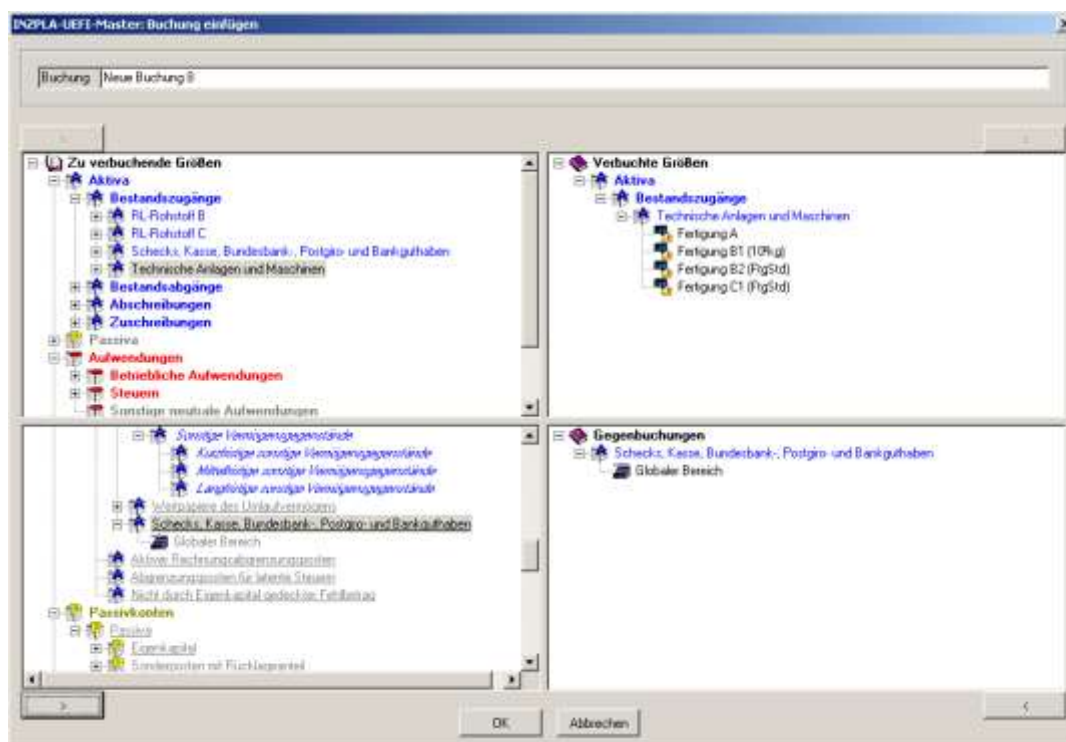 IN2PLA-UEFI-Master: Buchung einfügen
Buchung Neue Buchung 8
Zu verbuchende Größen
Aktiva
Bestandszugänge
RL-Rohstoff B
RL-Rohstoff C
Schecks, Kasse, Bundesbank-, Postgiro- und Bankguthaben
Technische Anlagen und Maschinen
Bestandsabgänge
Abschreibungen
Zuschreibungen
Passiva
Aufwendungen
Betriebliche Aufwendungen
Steuern
Sonstige neutrale Aufwendungen
Verbuchte Größen
Aktiva
Bestandszugänge
Technische Anlagen und Maschinen
Fertigung A
Fertigung B1 (10kg)
Fertigung B2 (FtgStd)
Fertigung C1 (FtgStd)
Sonstige Vermögensgegenstände
Kurzfristige sonstige Vermögensgegenstände
Mittelfristige sonstige Vermögensgegenstände
Langfristige sonstige Vermögensgegenstände
Wertpapiere des Umlaufvermögens
Schecks, Kasse, Bundesbank-, Postgiro- und Bankguthaben
Globaler Bereich
Aktiver Rechnungsabgrenzungsposten
Abgrenzungsposten für latente Steuern
Nicht durch Eigenkapital gedeckter Fehlbetrag
Passivkonten
Passiva
Eigenkapital
Sonderposten mit Rücklageanteil
Gegenbuchungen
Schecks, Kasse, Bundesbank-, Postgiro- und Bankguthaben
Globaler Bereich
>
<
OK
Abbrechen